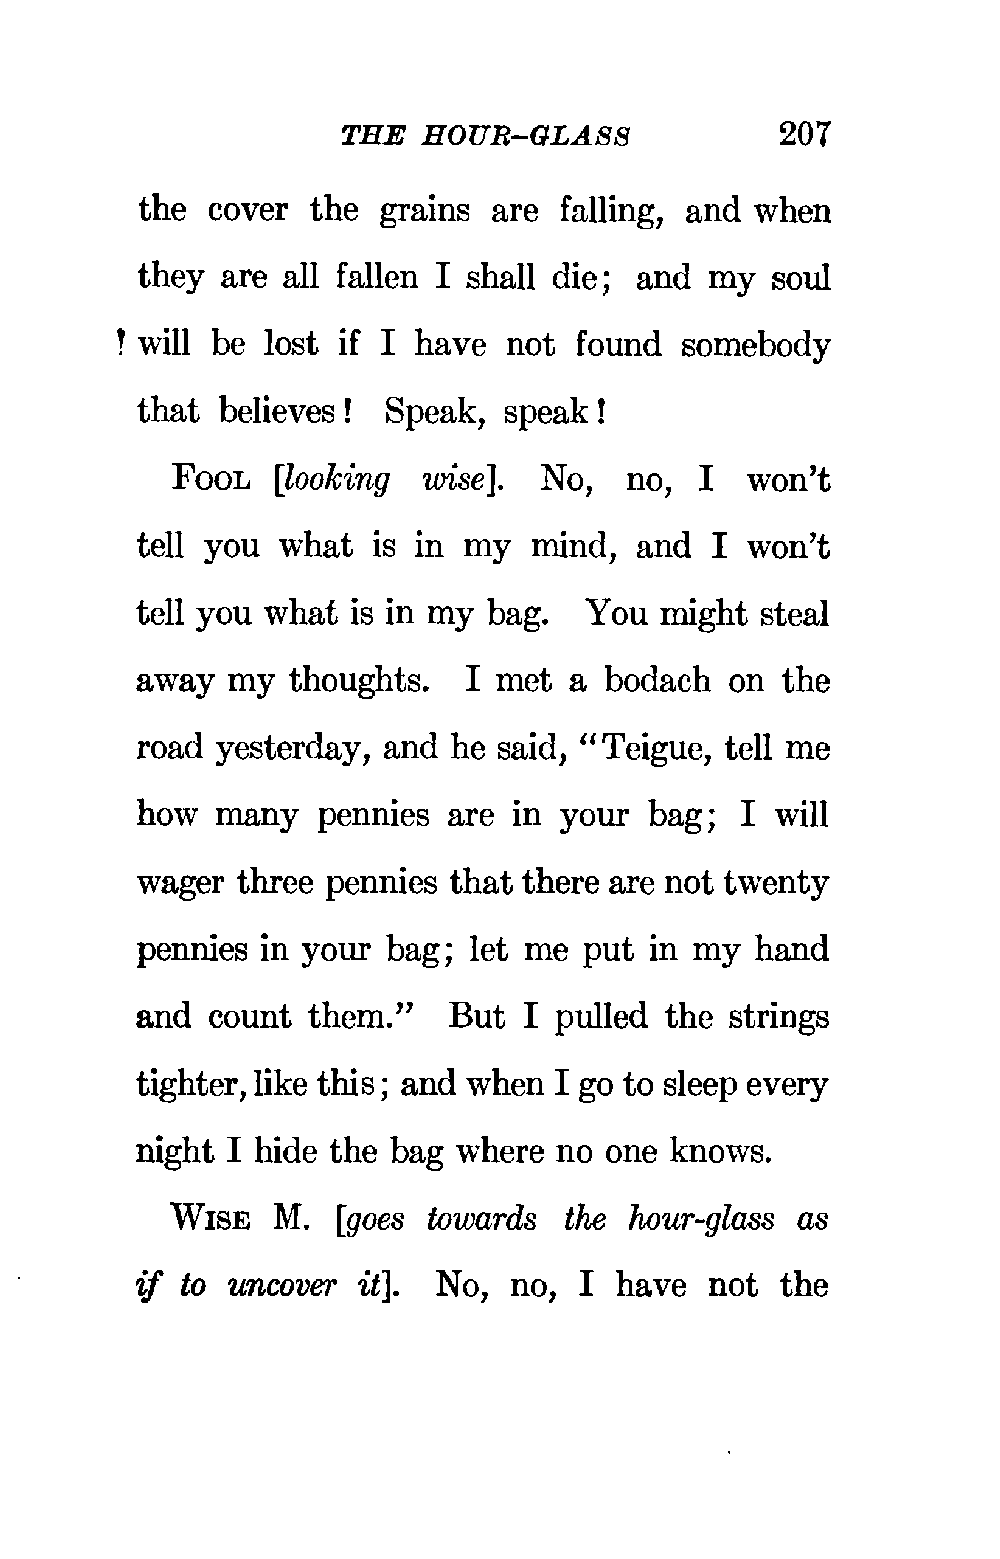 THE HOUR-GLASS 207
the cover the grains are falling, and when
they are all fallen I shall die; and my soul
! will be lost if I have not found somebody
that believes! Speak, speak!
FOOL [looking wise]. No, no, I won't
tell you what is in my mind, and I won't
tell you what is in my bag. You might steal
away my thoughts. I met a bodach on the
road yesterday, and he said, “Teigue, tell me
how many pennies are in your bag; I will
wager three pennies that there are not twenty
pennies in your bag; let me put in my hand
and count them.” But I pulled the strings
tighter, like this; and when I go to sleep every
night I hide the bag where no one knows.
WISE M. [goes towards the hour-glass as
if to uncover it]. No, no, I have not the